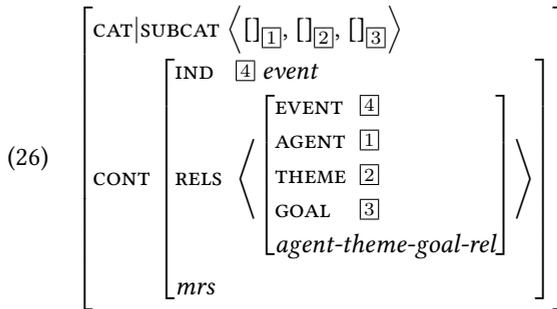 CAT|SUBCAT ⟨[]1, []2, []3⟩
IND 4 event
EVENT 4
AGENT 1
(26) CONT RELS ⟨ THEME 2 ⟩
GOAL 3
agent-theme-goal-rel
mrs